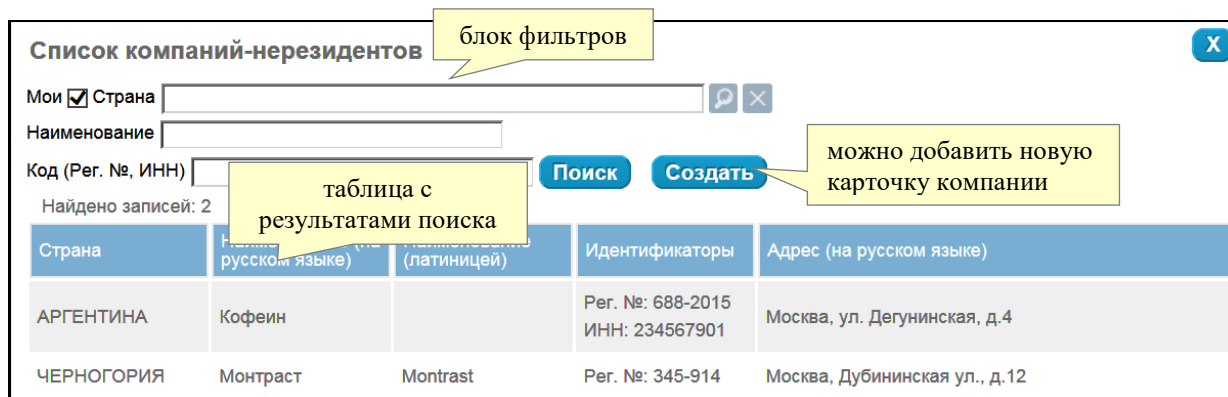 блок фильтров
Список компаний-нерезидентов
X
Мои Страна
Наименование
Код (Рег. №, ИНН)
Поиск Создать
можно добавить новую
карточку компании
таблица с
результатами поиска
Найдено записей: 2
Страна
русском языке)
(латиницей)
Идентификаторы
Адрес (на русском языке)
АРГЕНТИНА
Кофеин
Рег. №: 688-2015
ИНН: 234567901
Москва, ул. Дегунинская, д.4
ЧЕРНОГОРИЯ
Монтраст
Montrast
Рег. №: 345-914
Москва, Дубининская ул., д.12